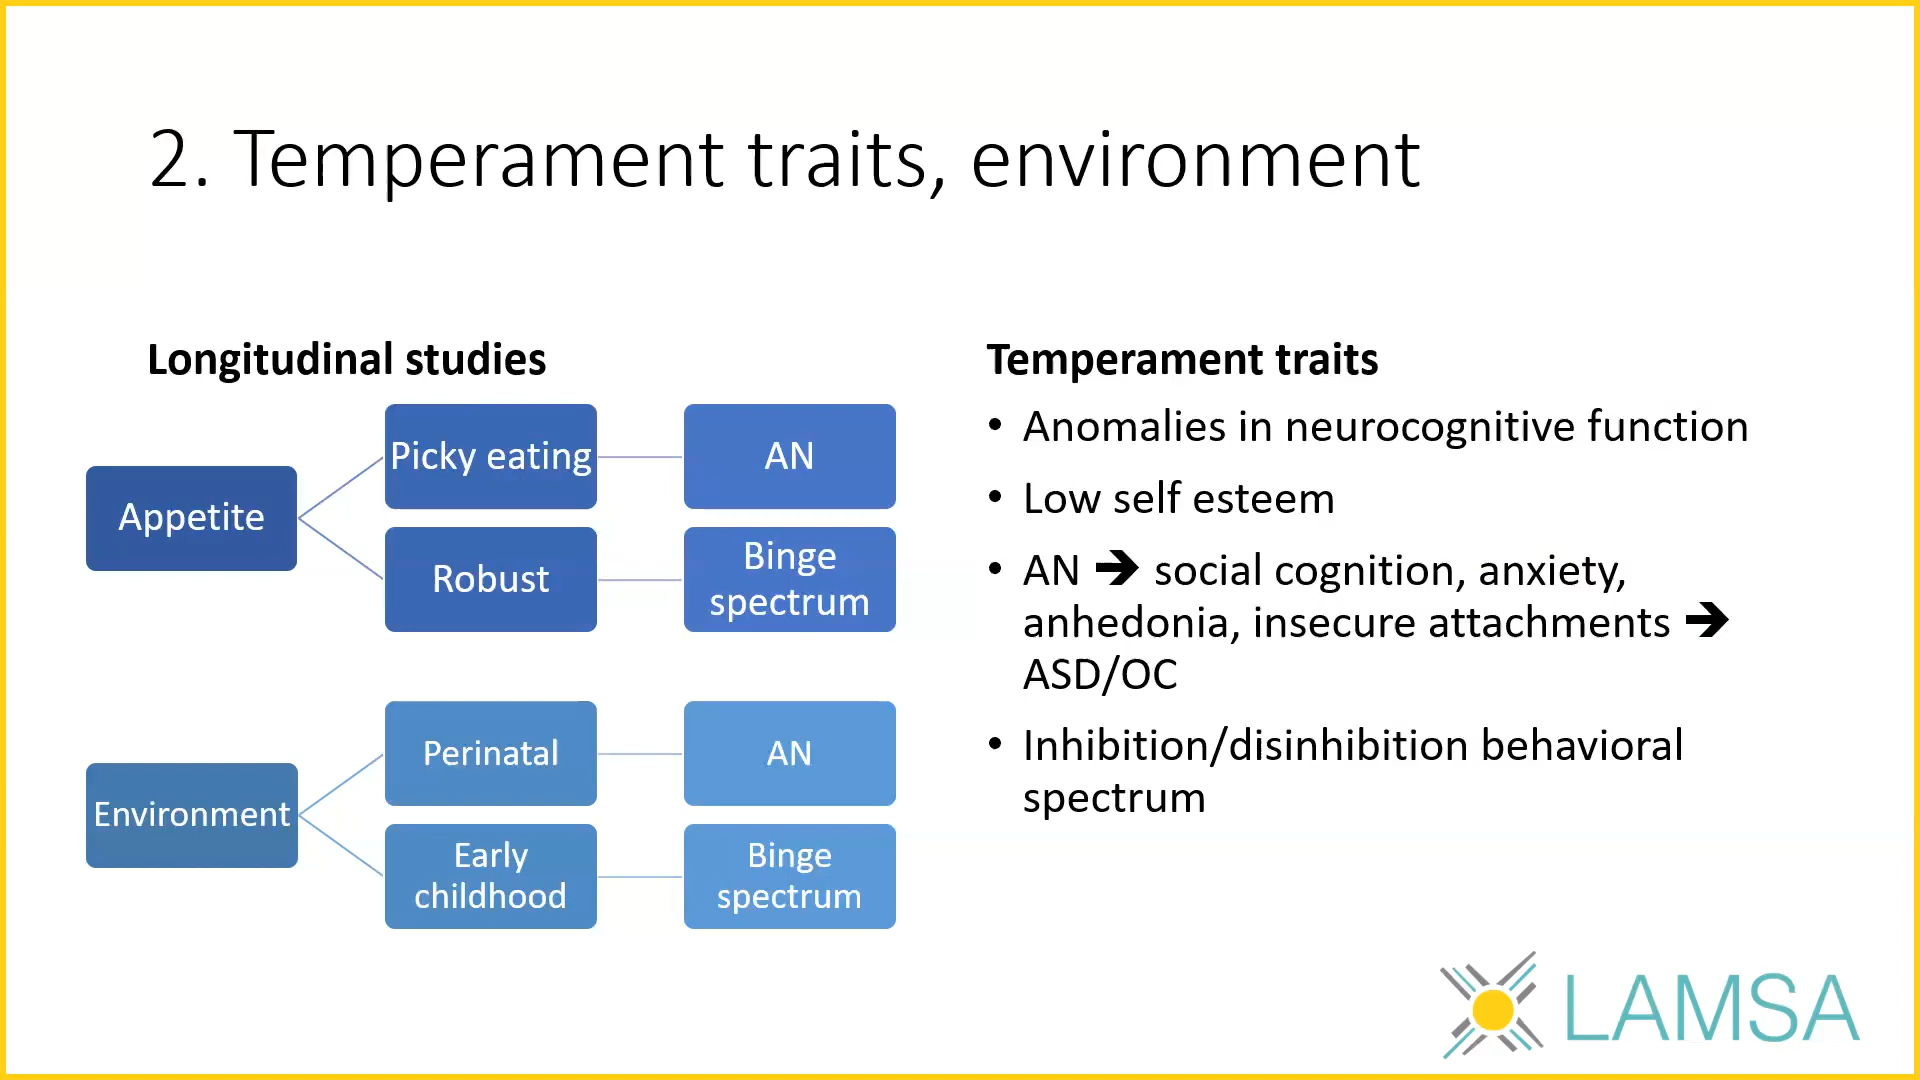 2. Temperament traits, environment
Longitudinal studies
Appetite
Picky eating
AN
Robust
Binge
spectrum
Environment
Perinatal
AN
Early
childhood
Binge
spectrum
Temperament traits
• Anomalies in neurocognitive function
• Low self esteem
• AN 🡲 social cognition, anxiety,
anhedonia, insecure attachments 🡲
ASD/OC
• Inhibition/disinhibition behavioral
spectrum
LAMSA